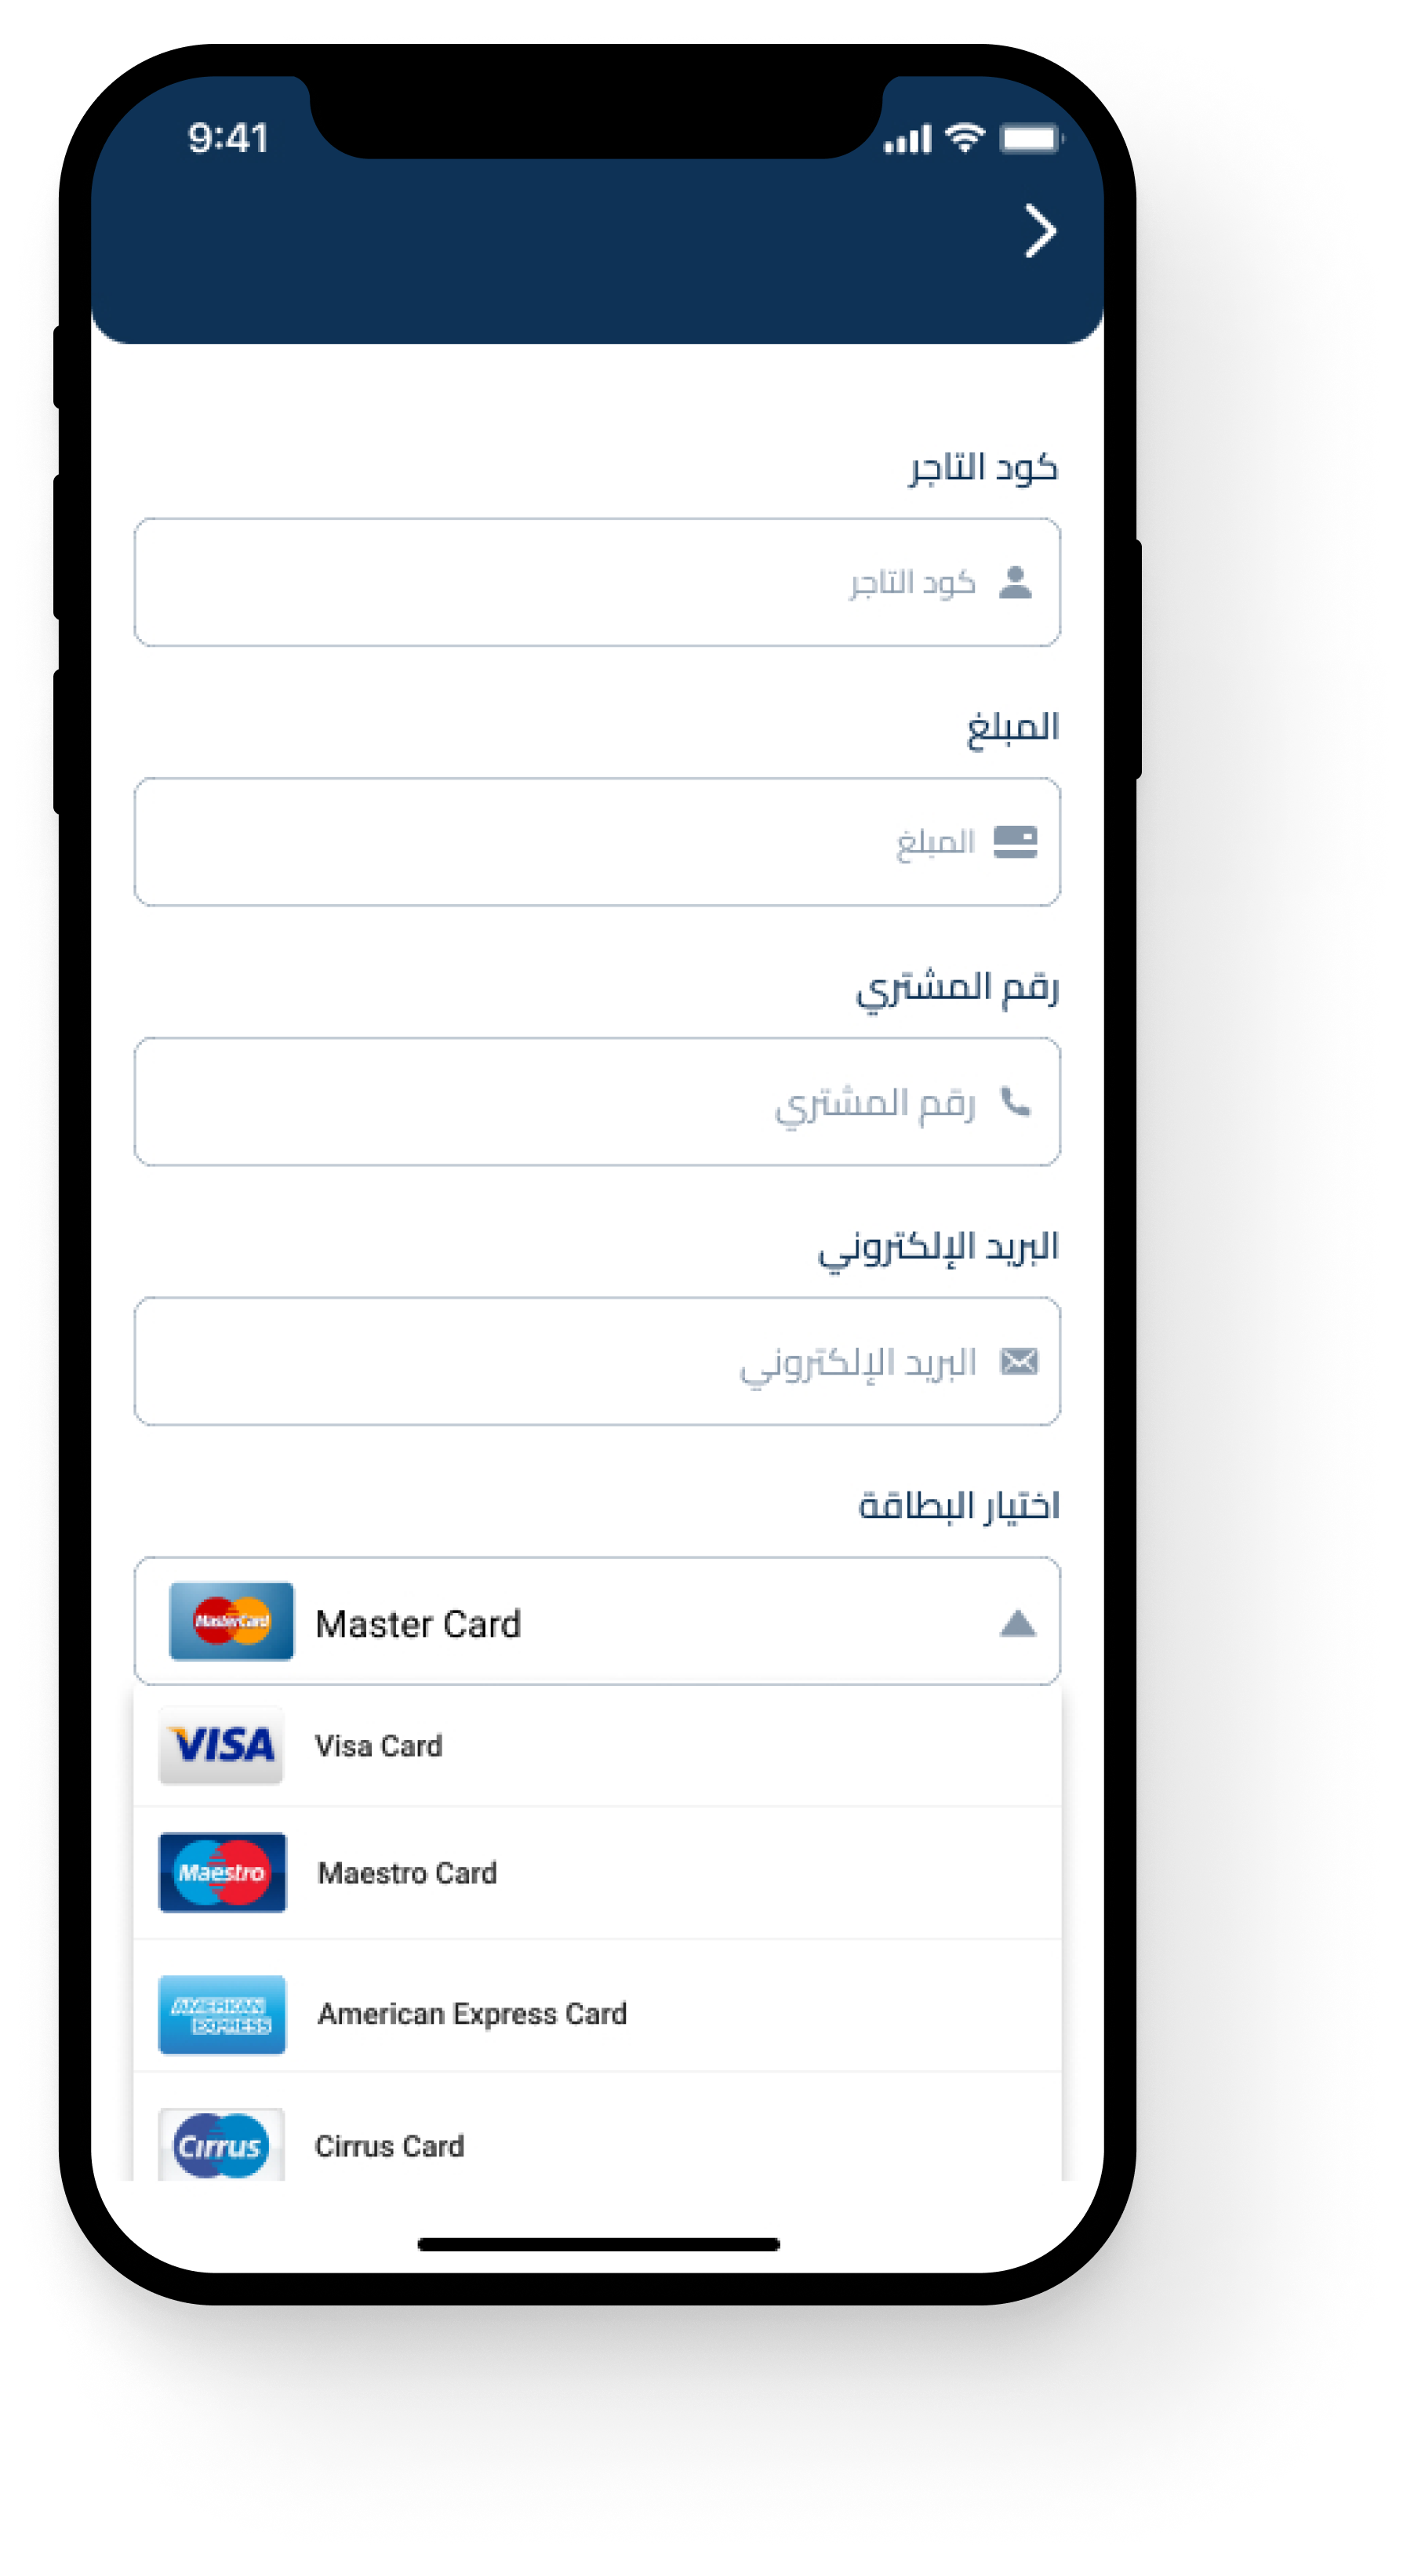 9:41
كود التاجر
كود التاجر
المبلغ
المبلغ
رقم المشتري
رقم المشتري
البريد الإلكتروني
البريد الإلكتروني
اختيار البطاقة
MasterCard Master Card
VISA Visa Card
Maestro Maestro Card
AMERICAN EXPRESS American Express Card
Cirrus Cirrus Card